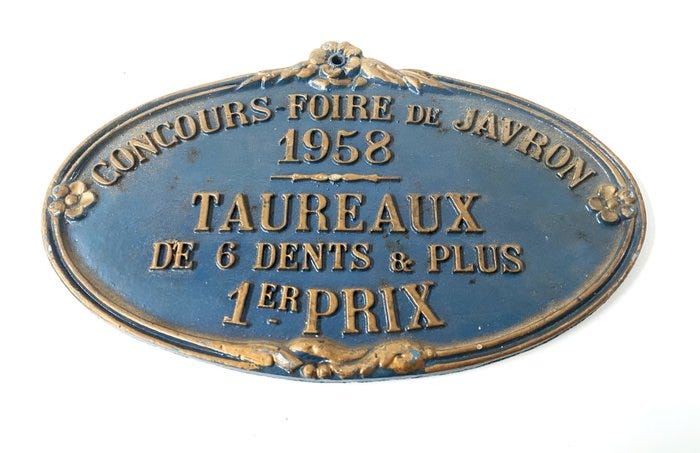 CONCOURS-FOIRE DE JAVRON
1958
TAUREAUX
DE 6 DENTS & PLUS
1ER PRIX